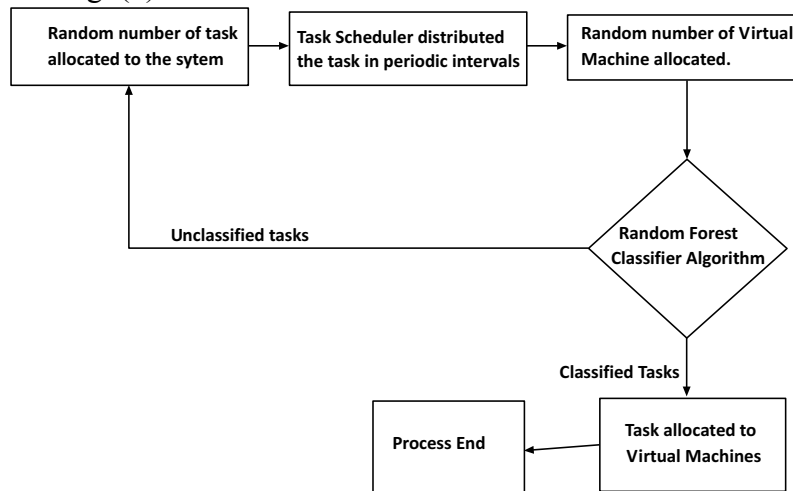 Random number of task
allocated to the sytem
Task Scheduler distributed
the task in periodic intervals
Random number of Virtual
Machine allocated.
Unclassified tasks
Random Forest
Classifier Algorithm
Classified Tasks
Task allocated to
Virtual Machines
Process End